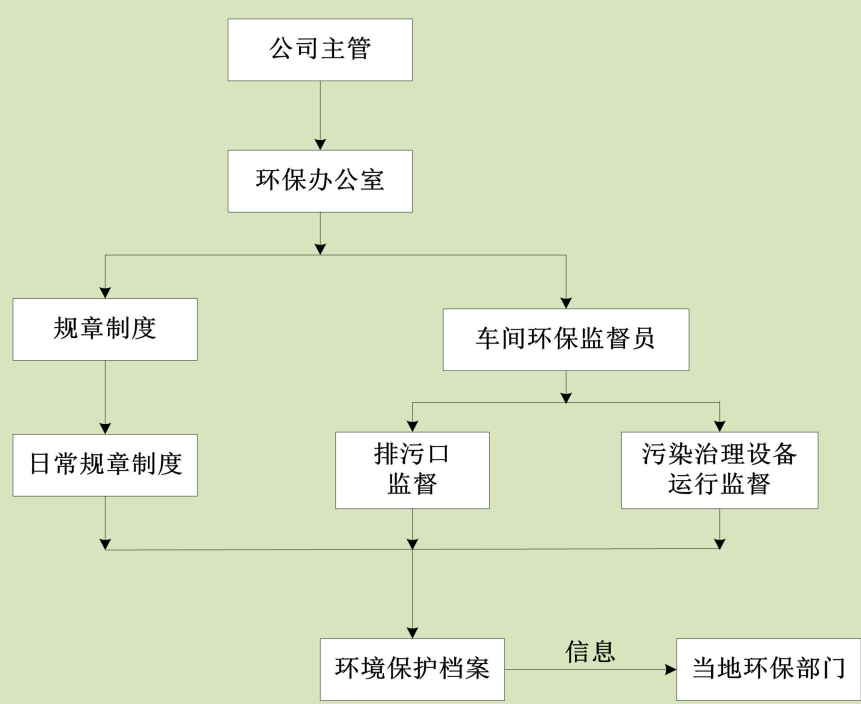 公司主管
环保办公室
规章制度
车间环保监督员
日常规章制度
排污口
监督
污染治理设备
运行监督
环境保护档案
信息
当地环保部门